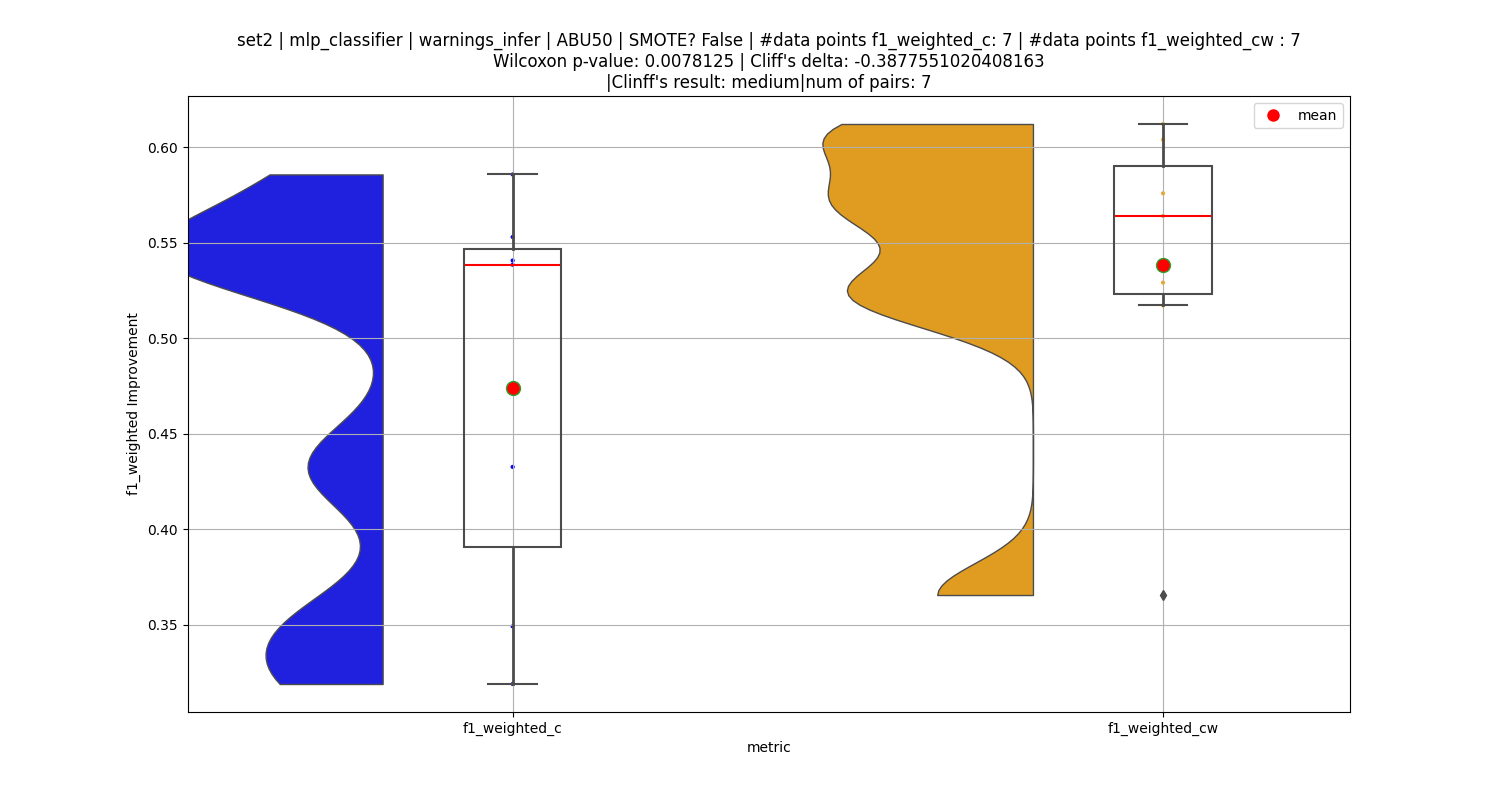 set2 | mlp_classifier | warnings_infer | ABU50 | SMOTE? False | #data points f1_weighted_c: 7 | #data points f1_weighted_cw : 7
Wilcoxon p-value: 0.0078125 | Cliff's delta: -0.3877551020408163
|Clinff's result: medium|num of pairs: 7
mean
0.60
0.55
0.50
0.45
0.40
0.35
f1_weighted Improvement
f1_weighted_c
f1_weighted_cw
metric